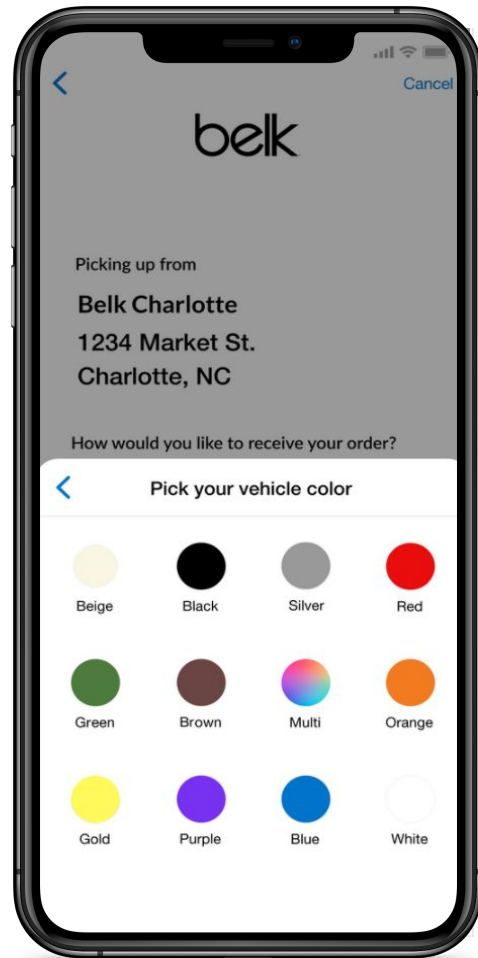 Cancel
belk
Picking up from
Belk Charlotte
1234 Market St.
Charlotte, NC
How would you like to receive your order?
Pick your vehicle color
Beige Black Silver Red
Green Brown Multi Orange
Gold Purple Blue White